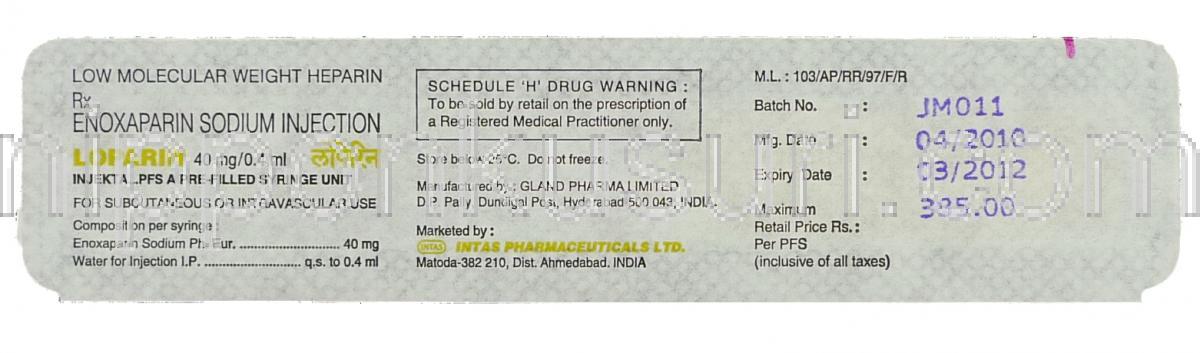 LOW MOLECULAR WEIGHT HEPARIN
Rx
ENOXAPARIN SODIUM INJECTION
LOPARIN 40 mg/0.4 ml लोपेरिन
INJEKTA..PFS A PRE-FILLED SYRINGE UNIT
FOR SUBCUTANEOUS OR INTRAVASCULAR USE
Composition per syringe :
Enoxaparin Sodium Ph. Eur. .......................... 40 mg
Water for Injection I.P. ......................... q.s. to 0.4 ml
SCHEDULE 'H' DRUG WARNING :
To be sold by retail on the prescription of
a Registered Medical Practitioner only.
Store below 25°C. Do not freeze.
Manufactured by : GLAND PHARMA LIMITED
D.P. Pally, Dundigal Post, Hyderabad-500 043, INDIA.
Marketed by :
INTAS INTAS PHARMACEUTICALS LTD.
Matoda-382 210, Dist. Ahmedabad. INDIA
M.L. : 103/AP/RR/97/F/R
Batch No. : JM011
Mfg. Date : 04/2010
Expiry Date : 03/2012
Maximum 395.00
Retail Price Rs. :
Per PFS
(inclusive of all taxes)